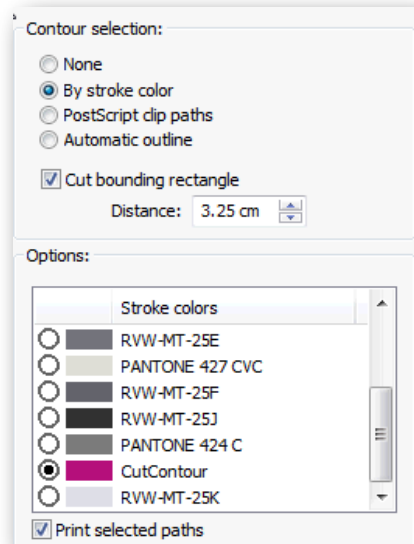 Contour selection:
None
By stroke color
PostScript clip paths
Automatic outline
Cut bounding rectangle
Distance: 3.25 cm
Options:
Stroke colors
RVW-MT-25E
PANTONE 427 CVC
RVW-MT-25F
RVW-MT-25J
PANTONE 424 C
CutContour
RVW-MT-25K
Print selected paths